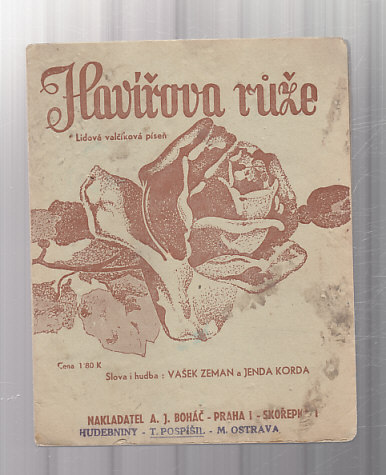 Havířova růže
Lidová valčíková píseň
Cena 1'80 K
Slova i hudba : VAŠEK ZEMAN a JENDA KORDA
NAKLADATEL A. J. BOHÁČ - PRAHA I - 
HUDEBNINY - T. POSPÍŠIL - M. OSTRAVA